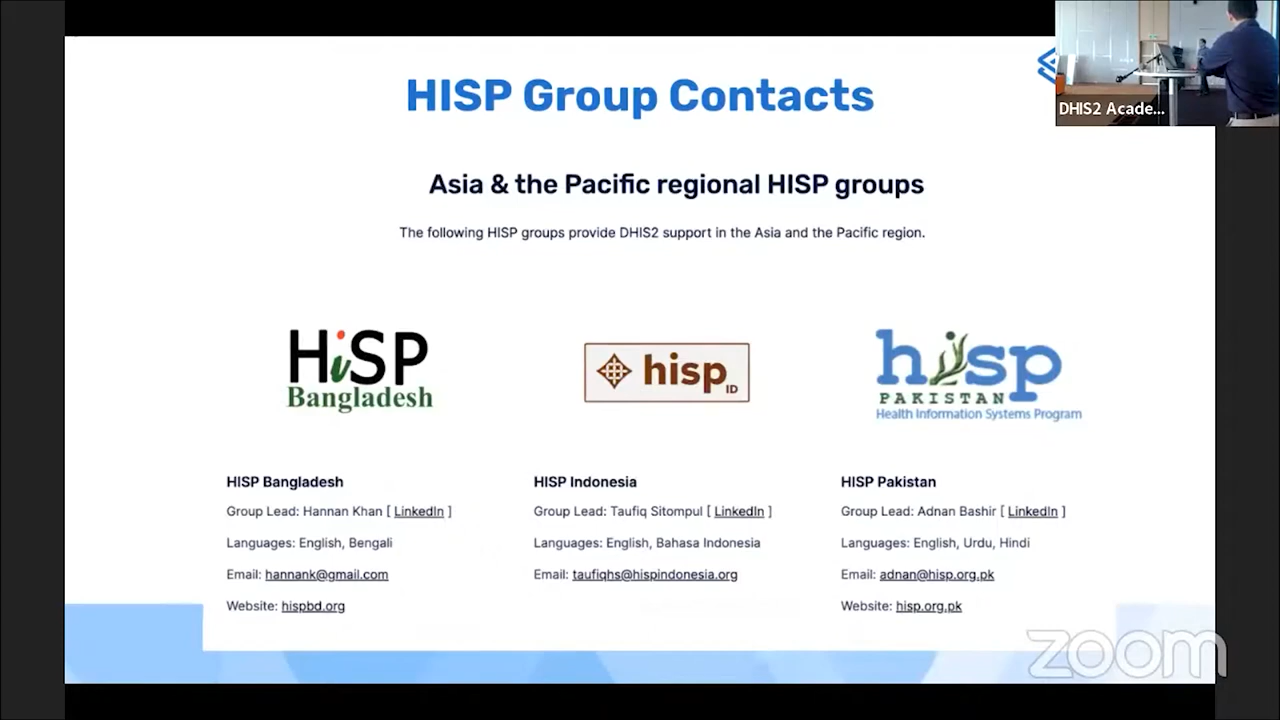 HISP Group Contacts
DHIS2 Acade...
Asia & the Pacific regional HISP groups
The following HISP groups provide DHIS2 support in the Asia and the Pacific region.
HiSP
Bangladesh
hisp
ID
hisp
PAKISTAN
Health Information Systems Program
HISP Bangladesh
Group Lead: Hannan Khan [ LinkedIn ]
Languages: English, Bengali
Email: hannank@gmail.com
Website: hispbd.org
HISP Indonesia
Group Lead: Taufiq Sitompul [ LinkedIn ]
Languages: English, Bahasa Indonesia
Email: taufiqhs@hispindonesia.org
HISP Pakistan
Group Lead: Adnan Bashir [ LinkedIn ]
Languages: English, Urdu, Hindi
Email: adnan@hisp.org.pk
Website: hisp.org.pk
zoom